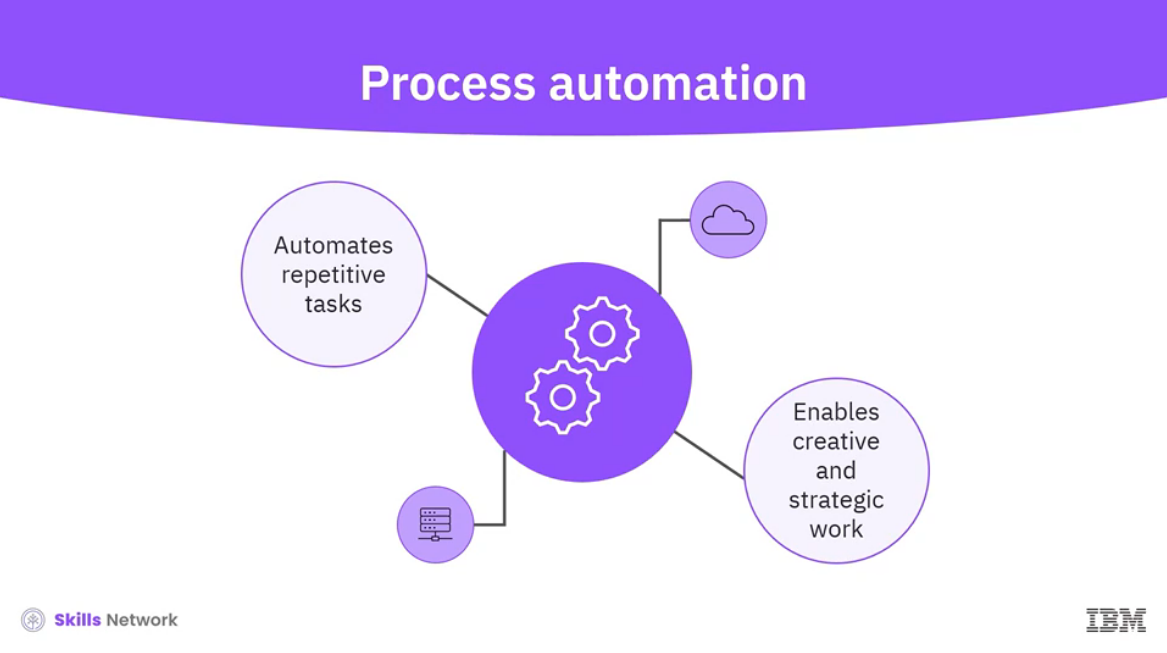 Process automation
Automates
repetitive
tasks
Enables
creative
and
strategic
work
Skills Network
IBM